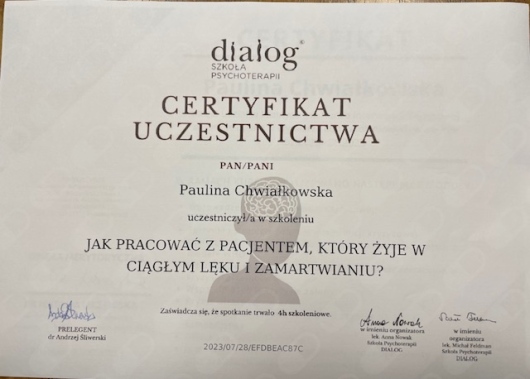 dialog
SZKOŁA
PSYCHOTERAPII
CERTYFIKAT
UCZESTNICTWA
PAN/PANI
Paulina Chwiałkowska
uczestniczył/a w szkoleniu
JAK PRACOWAĆ Z PACJENTEM, KTÓRY ŻYJE W
CIĄGŁYM LĘKU I ZAMARTWIANIU?
Zaświadcza się, że spotkanie trwało 4h szkoleniowe.
PRELEGENT
dr Andrzej Śliwerski
Anna Nowak
w imieniu organizatora
lek. Anna Nowak
Szkoła Psychoterapii
DIALOG
w imieniu
organizatora
lek. Michał Feldman
Szkoła Psychoterapii
DIALOG
2023/07/28/EFDBEAC87C